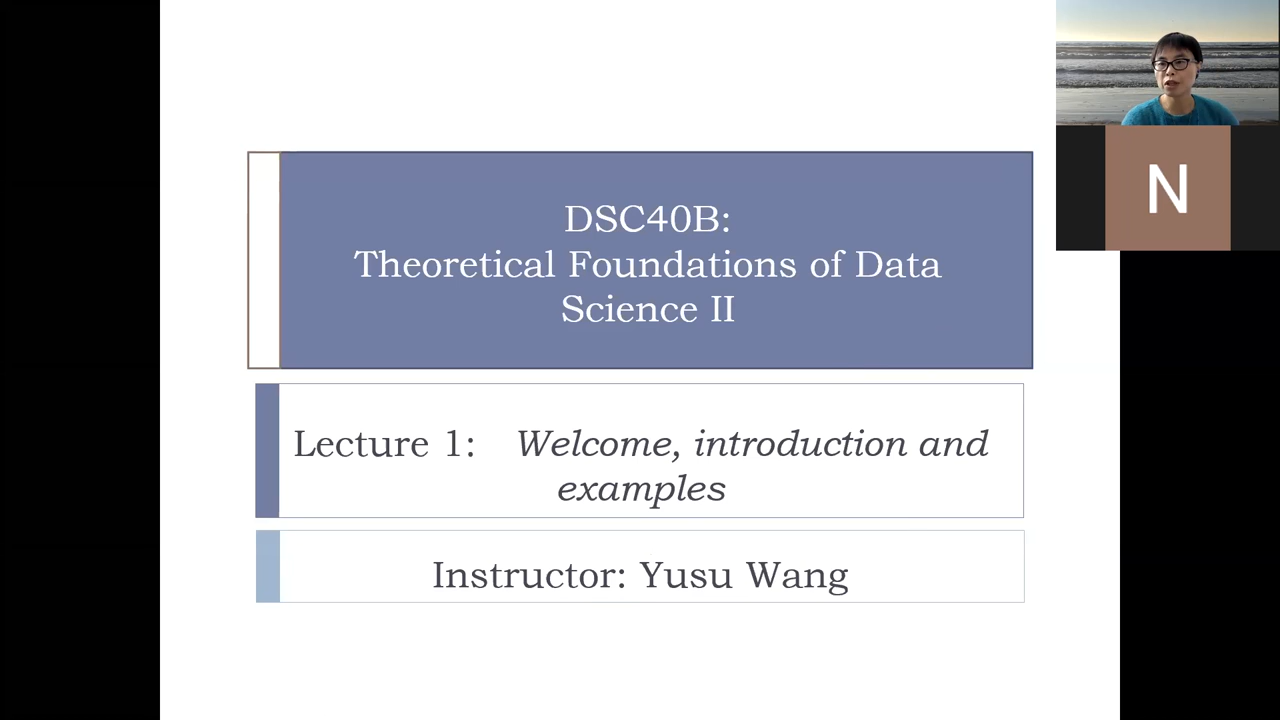 DSC40B:
Theoretical Foundations of Data
Science II
Lecture 1: Welcome, introduction and
examples
Instructor: Yusu Wang
N